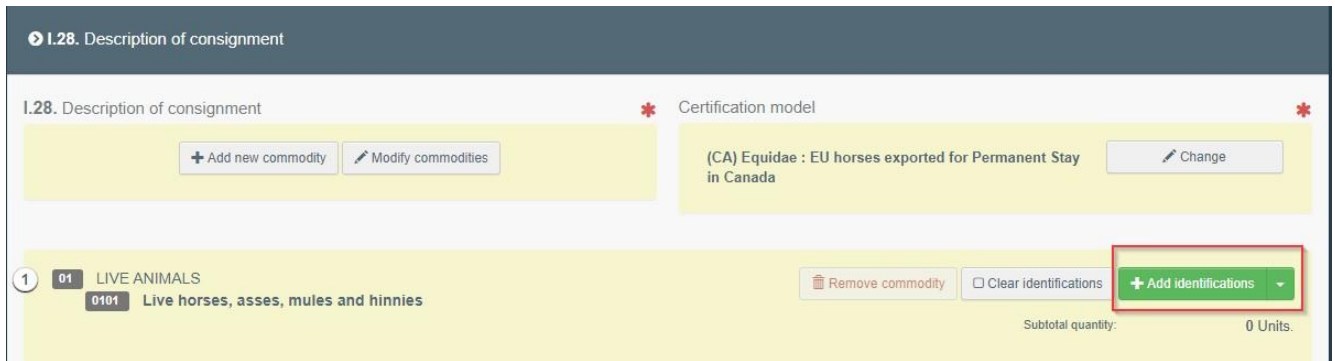 I.28. Description of consignment
I.28. Description of consignment *
Certification model *
+ Add new commodity
Modify commodities
(CA) Equidae : EU horses exported for Permanent Stay
in Canada
Change
1
01 LIVE ANIMALS
0101 Live horses, asses, mules and hinnies
Remove commodity
Clear identifications
+ Add identifications
Subtotal quantity: 0 Units.